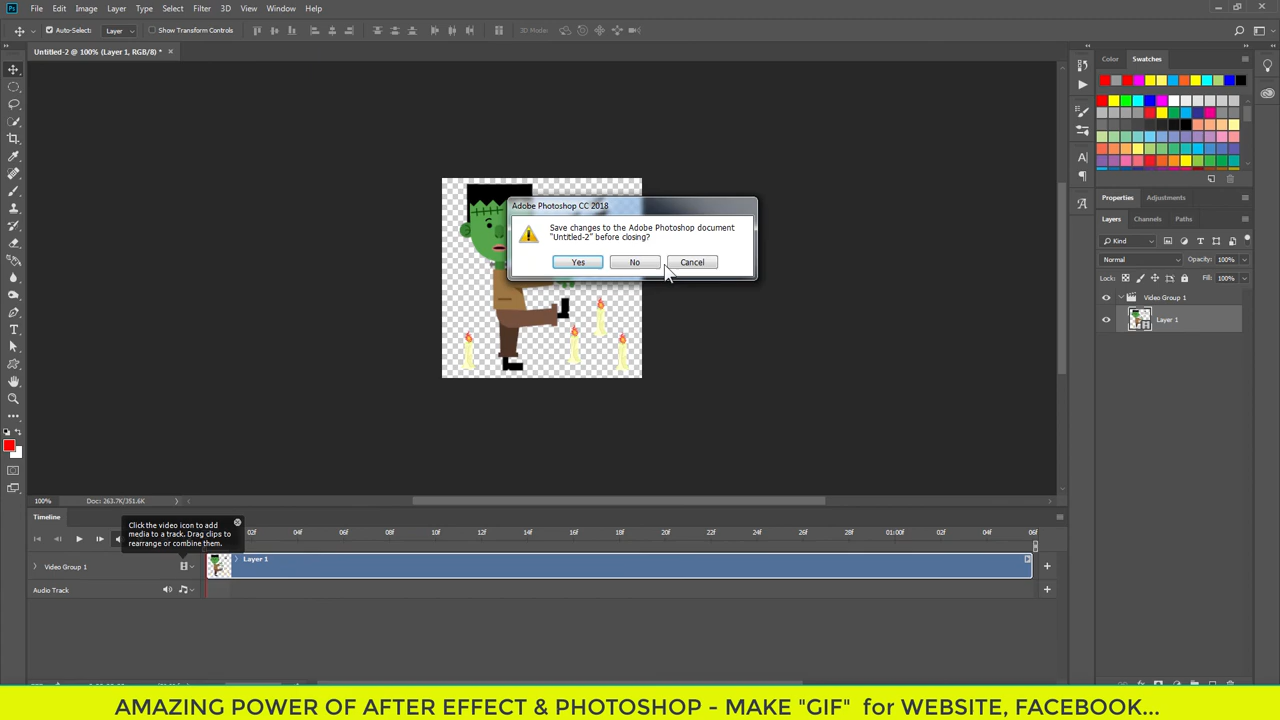 Ps File Edit Image Layer Type Select Filter 3D View Window Help
Auto-Select: Layer Show Transform Controls 3D Mode:
Untitled-2 @ 100% (Layer 1, RGB/8) *
Color Swatches
Adobe Photoshop CC 2018
Save changes to the Adobe Photoshop document
"Untitled-2" before closing?
Yes No Cancel
Properties Adjustments
Layers Channels Paths
Kind
Normal Opacity: 100%
Lock: Fill: 100%
Video Group 1
Layer 1
100% Doc: 263.7K/351.6K
Timeline
Click the video icon to add
media to a track. Drag clips to
rearrange or combine them.
02f 04f 06f 08f 10f 12f 14f 16f 18f 20f 22f 24f 26f 28f 01:00f 06f
Video Group 1 Layer 1
Audio Track
AMAZING POWER OF AFTER EFFECT & PHOTOSHOP - MAKE "GIF" for WEBSITE, FACEBOOK...